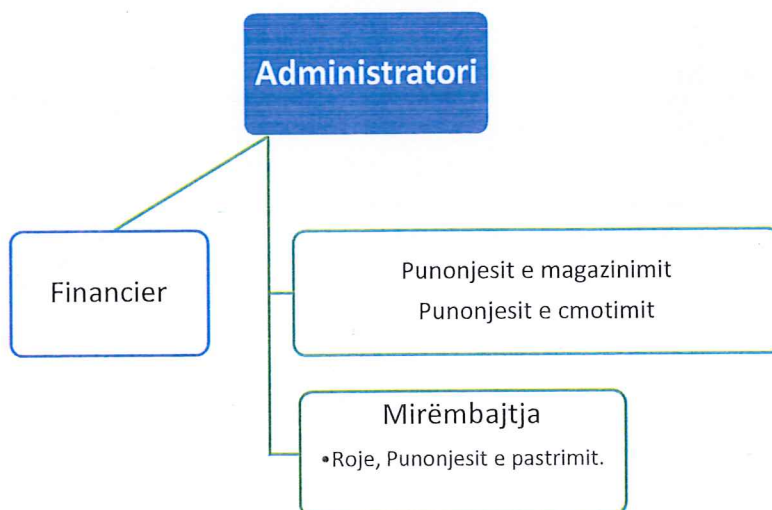 Administratori
Financier
Punonjesit e magazinimit
Punonjesit e cmotimit
Mirëmbajtja
•Roje, Punonjesit e pastrimit.